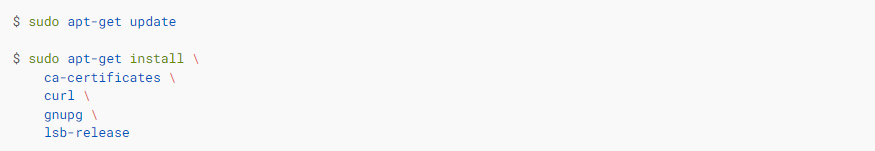 $ sudo apt-get update
$ sudo apt-get install \
ca-certificates \
curl \
gnupg \
lsb-release